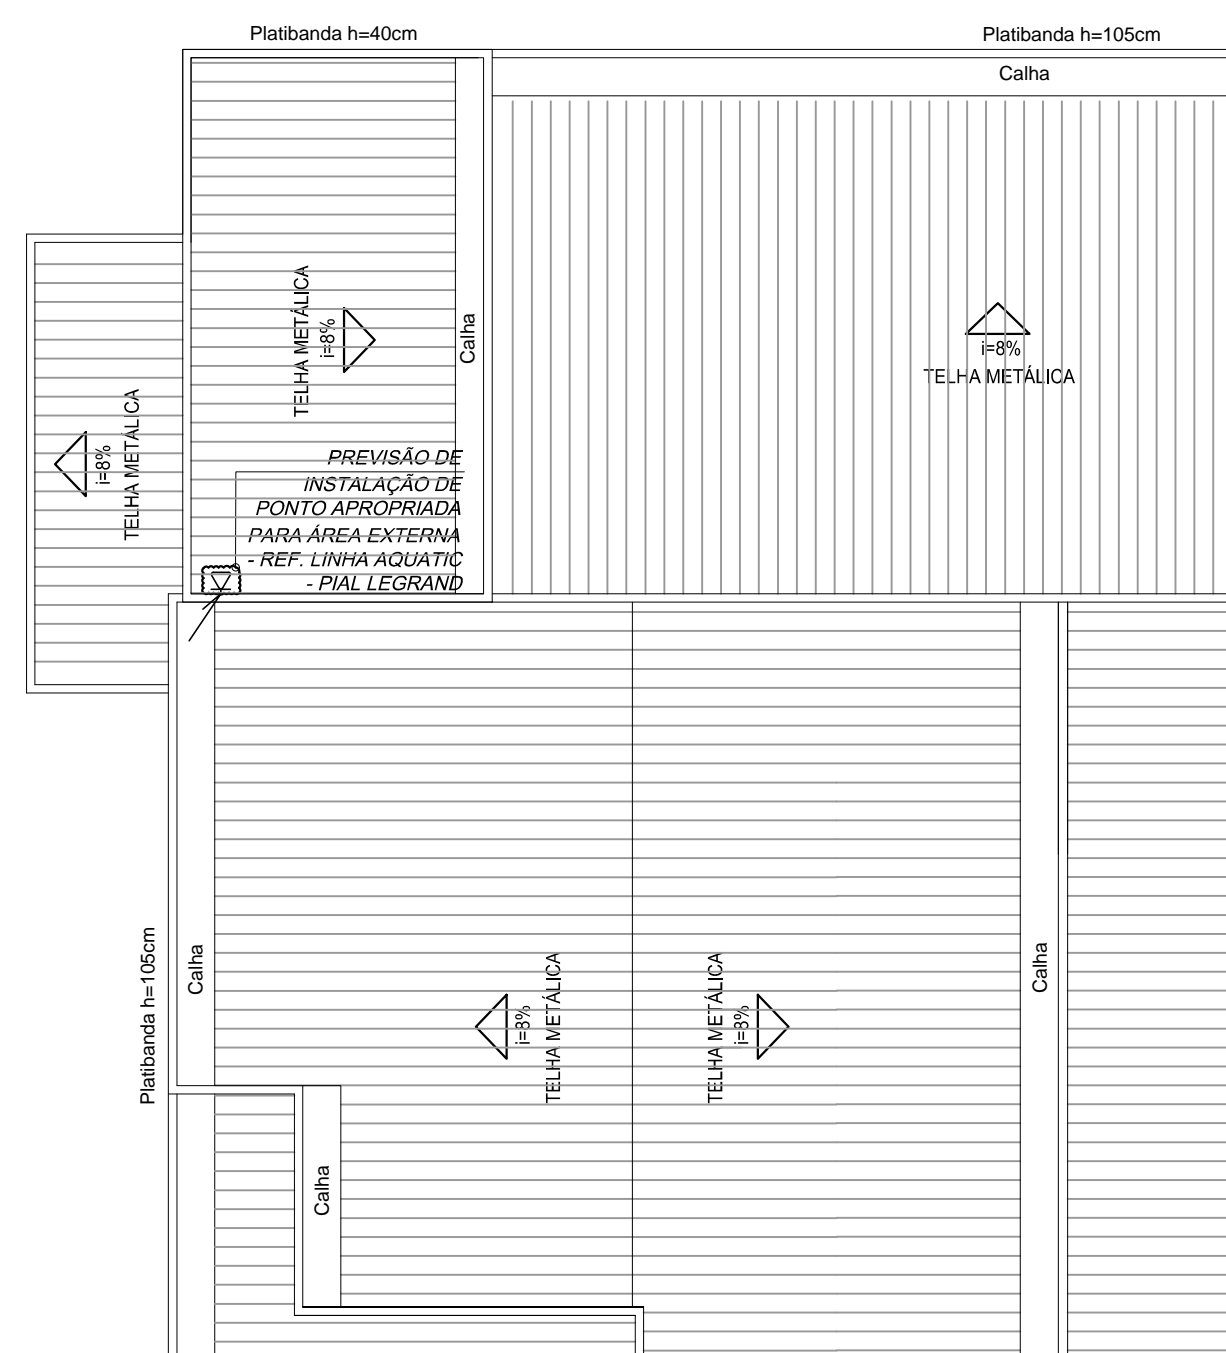 Platibanda h=40cm
Platibanda h=105cm
Calha
TELHA METÁLICA
i=8%
Calha
i=8%
TELHA METÁLICA
i=8%
TELHA METÁLICA
PREVISÃO DE
INSTALAÇÃO DE
PONTO APROPRIADA
PARA ÁREA EXTERNA
- REF. LINHA AQUATIC
- PIAL LEGRAND
Platibanda h=105cm
Calha
i=8%
TELHA METÁLICA
TELHA METÁLICA
i=8%
Calha
Calha